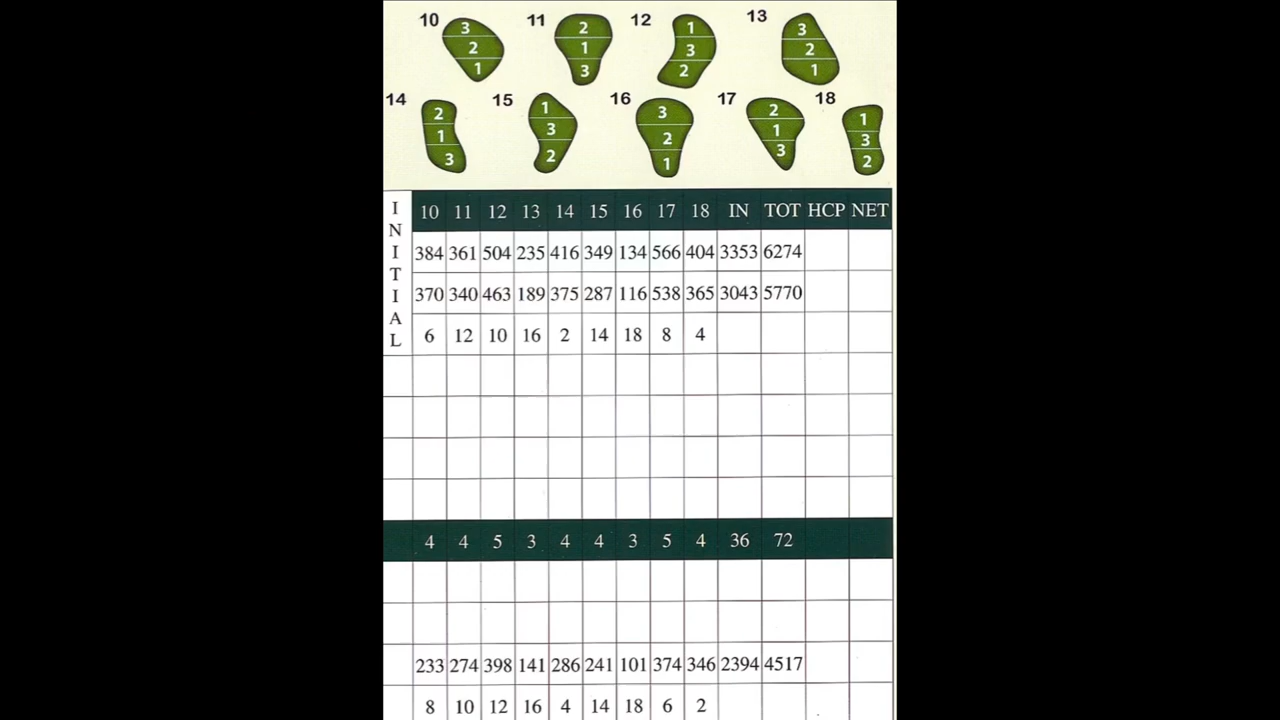 10 11 12 13
3 2 1 3
2 1 3 2
1 3 2 1
14 15 16 17 18
2 1 3 2 1
1 3 2 1 3
3 2 1 3 2
INITIAL 10 11 12 13 14 15 16 17 18 IN TOT HCP NET
384 361 504 235 416 349 134 566 404 3353 6274
370 340 463 189 375 287 116 538 365 3043 5770
6 12 10 16 2 14 18 8 4
4 4 5 3 4 4 3 5 4 36 72
233 274 398 141 286 241 101 374 346 2394 4517
8 10 12 16 4 14 18 6 2